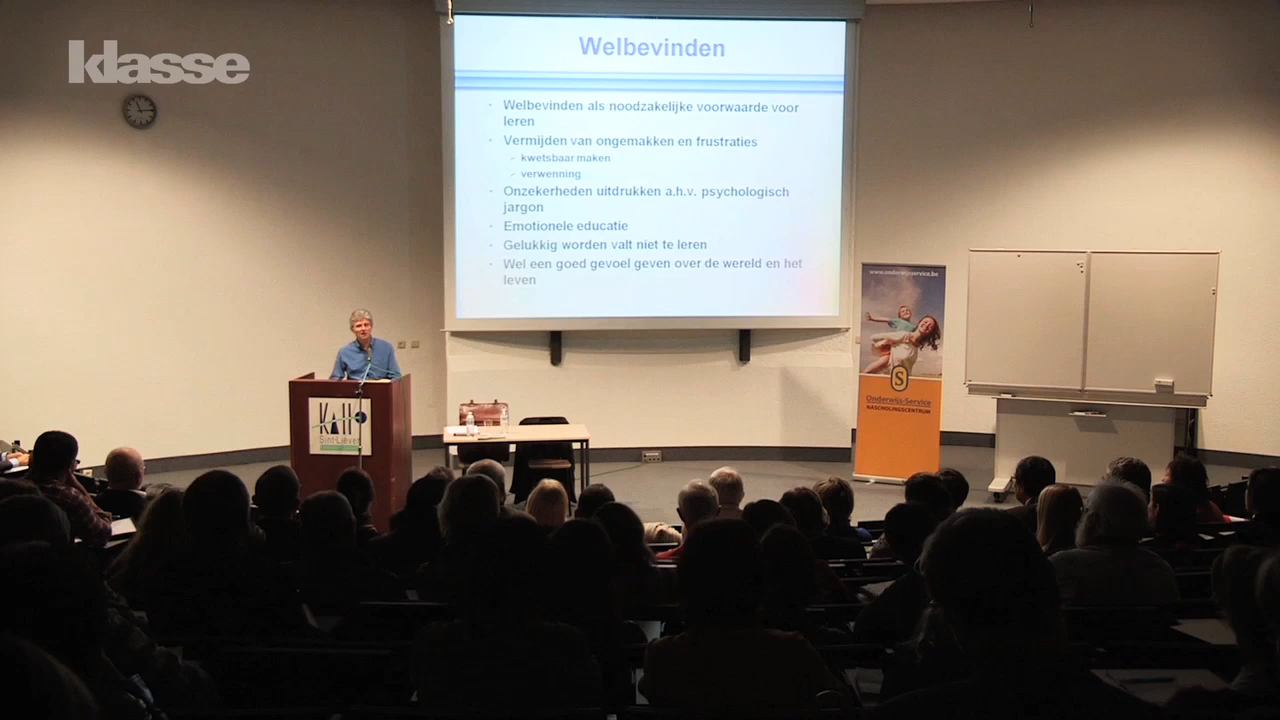 klasse
Welbevinden
Welbevinden als noodzakelijke voorwaarde voor
leren
Vermijden van ongemakken en frustraties
kwetsbaar maken
verwenning
Onzekerheden uitdrukken a.h.v. psychologisch
jargon
Emotionele educatie
Gelukkig worden valt niet te leren
Wel een goed gevoel geven over de wereld en het
leven
www.onderwijsservice.be
S
Onderwijs-Service
NASCHOLINGSCENTRUM
KAHO
Sint-Lieven